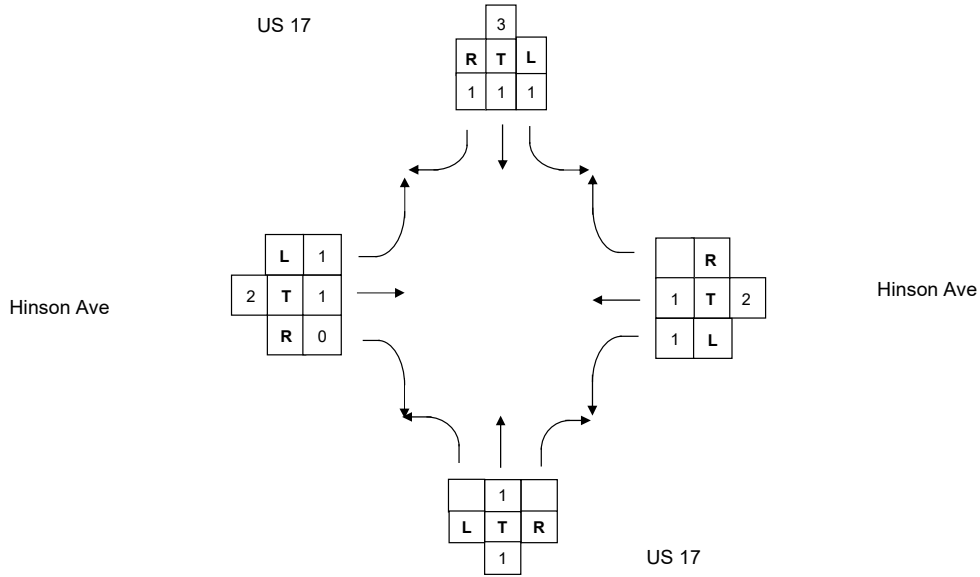 US 17
3
R T L
1 1 1
L 1
2 T 1
R 0
Hinson Ave
R
1 T 2
1 L
Hinson Ave
1
L T R
1
US 17